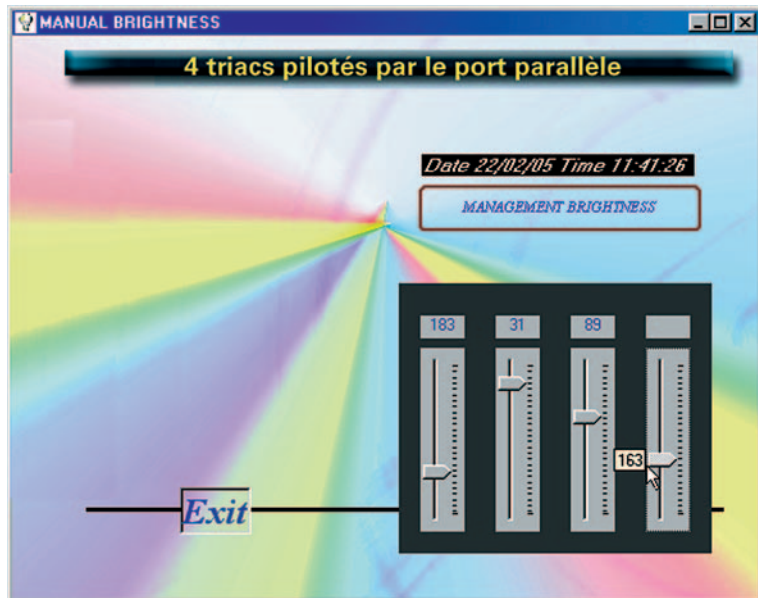 MANUAL BRIGHTNESS
4 triacs pilotés par le port parallèle
Date 22/02/05 Time 11:41:26
MANAGEMENT BRIGHTNESS
183 31 89
163
Exit